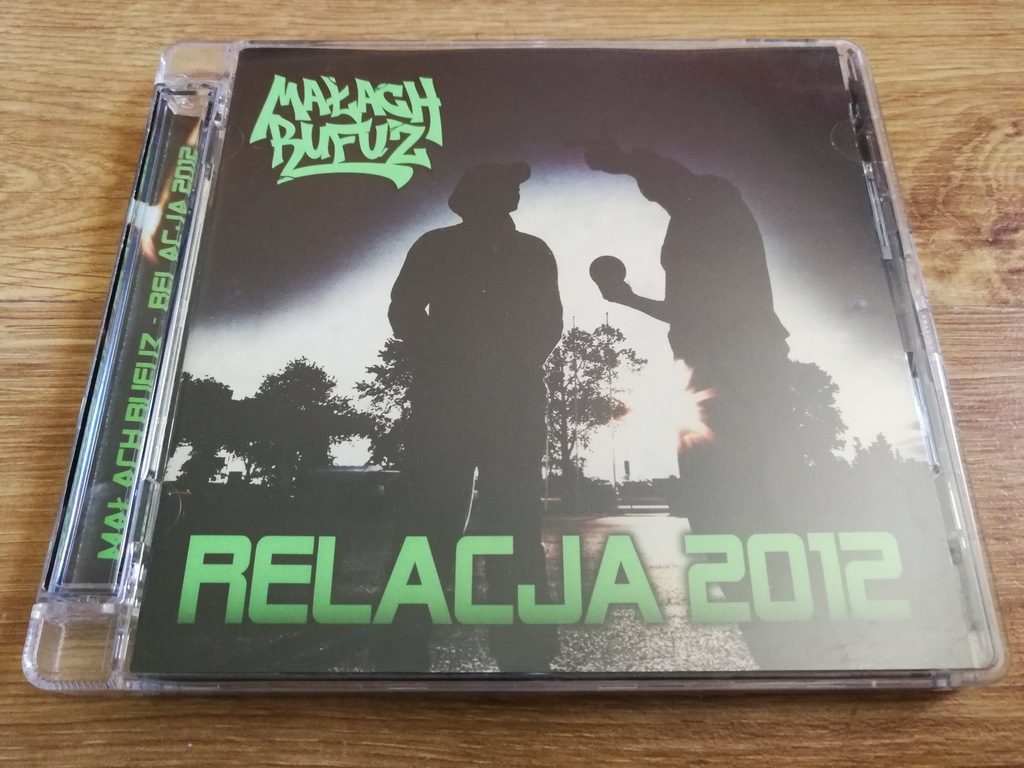 MAŁACH
RUFUZ
RELACJA 2012
MAŁACH RUFUZ - RELACJA 2012